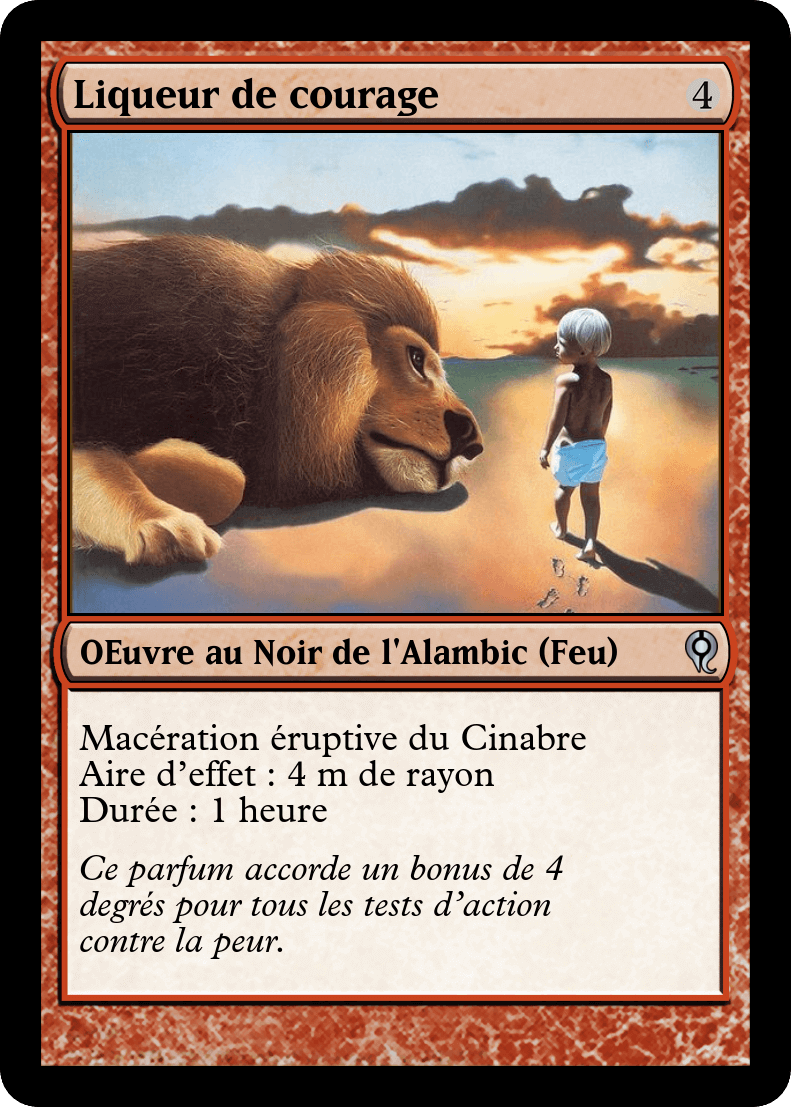 Liqueur de courage 4
OEuvre au Noir de l'Alambic (Feu)
Macération éruptive du Cinabre
Aire d’effet : 4 m de rayon
Durée : 1 heure
Ce parfum accorde un bonus de 4
degrés pour tous les tests d’action
contre la peur.